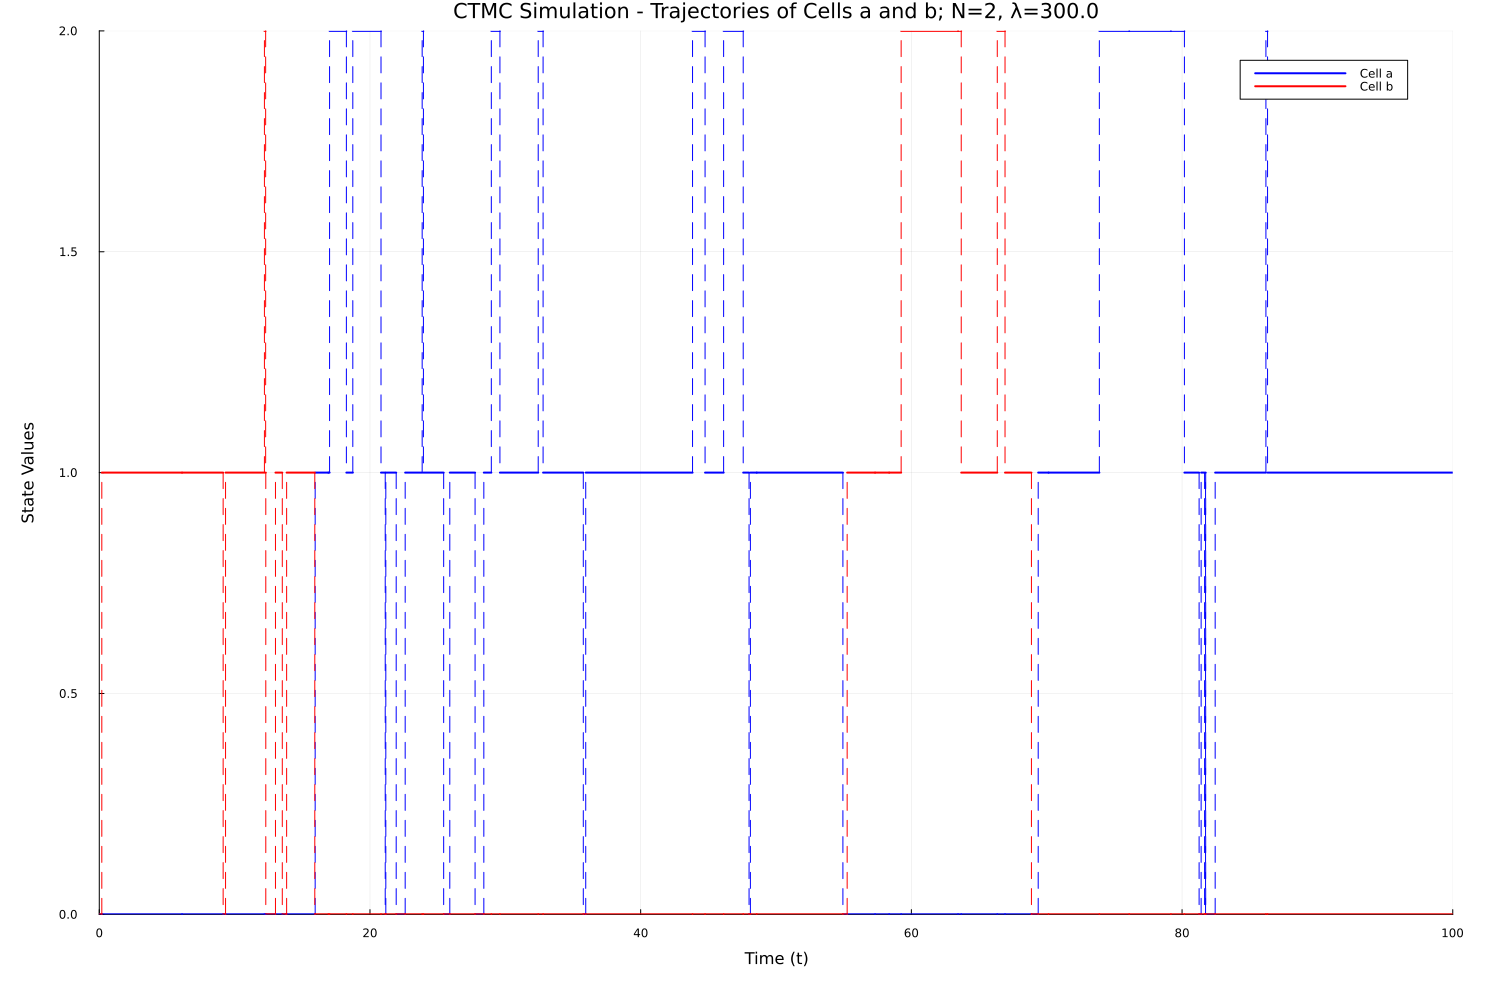 CTMC Simulation - Trajectories of Cells a and b; N=2, λ=300.0
2.0
Cell a
Cell b
1.5
1.0
State Values
0.5
0.0
0 20 40 60 80 100
Time (t)